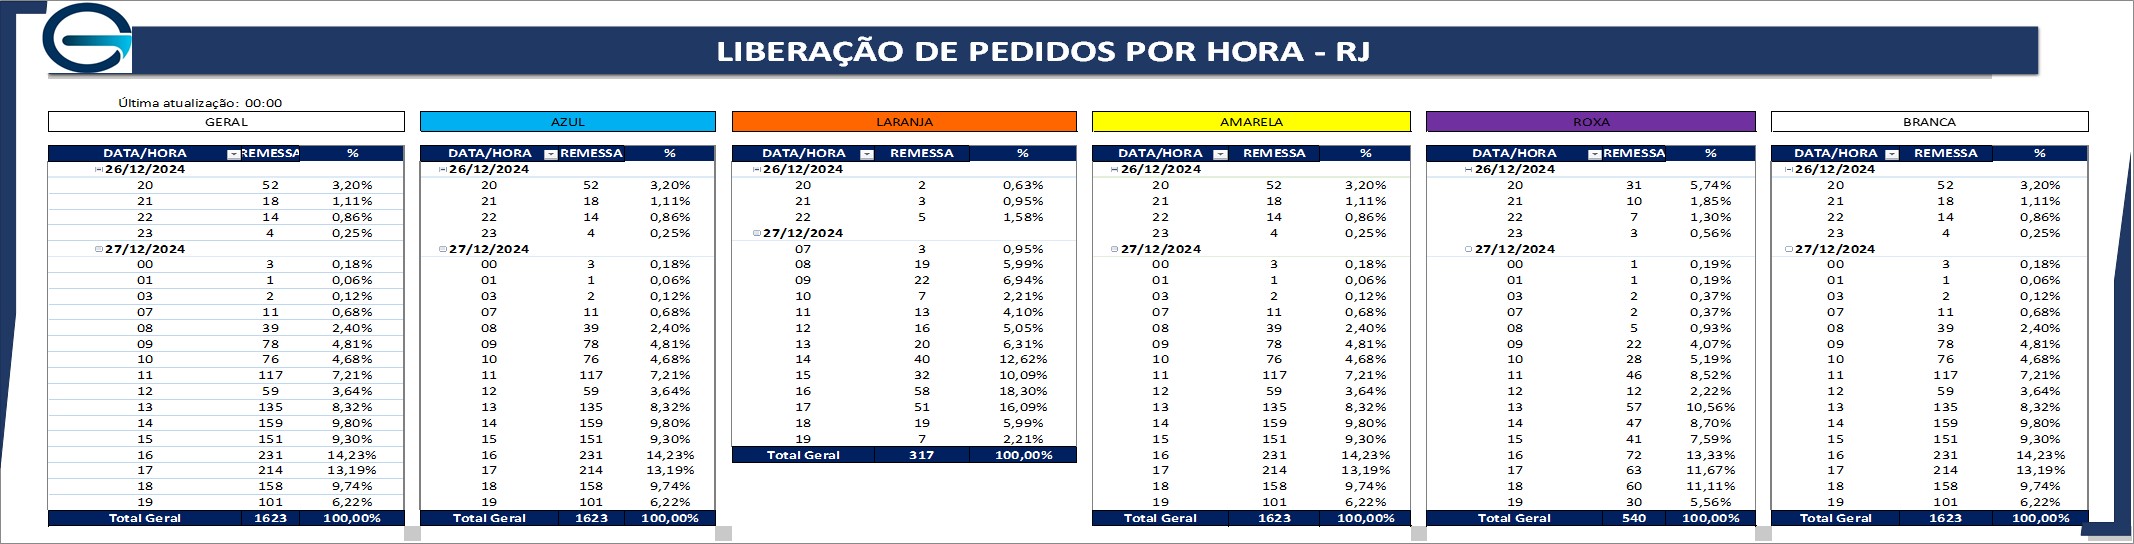 LIBERAÇÃO DE PEDIDOS POR HORA - RJ
Última atualização: 00:00
GERAL
DATA/HORA REMESSA %
26/12/2024
20 52 3,20%
21 18 1,11%
22 14 0,86%
23 4 0,25%
27/12/2024
00 3 0,18%
01 1 0,06%
03 2 0,12%
07 11 0,68%
08 39 2,40%
09 78 4,81%
10 76 4,68%
11 117 7,21%
12 59 3,64%
13 135 8,32%
14 159 9,80%
15 151 9,30%
16 231 14,23%
17 214 13,19%
18 158 9,74%
19 101 6,22%
Total Geral 1623 100,00%
AZUL
DATA/HORA REMESSA %
26/12/2024
20 52 3,20%
21 18 1,11%
22 14 0,86%
23 4 0,25%
27/12/2024
00 3 0,18%
01 1 0,06%
03 2 0,12%
07 11 0,68%
08 39 2,40%
09 78 4,81%
10 76 4,68%
11 117 7,21%
12 59 3,64%
13 135 8,32%
14 159 9,80%
15 151 9,30%
16 231 14,23%
17 214 13,19%
18 158 9,74%
19 101 6,22%
Total Geral 1623 100,00%
LARANJA
DATA/HORA REMESSA %
26/12/2024
20 2 0,63%
21 3 0,95%
22 5 1,58%
27/12/2024
07 3 0,95%
08 19 5,99%
09 22 6,94%
10 7 2,21%
11 13 4,10%
12 16 5,05%
13 20 6,31%
14 40 12,62%
15 32 10,09%
16 58 18,30%
17 51 16,09%
18 19 5,99%
19 7 2,21%
Total Geral 317 100,00%
AMARELA
DATA/HORA REMESSA %
26/12/2024
20 52 3,20%
21 18 1,11%
22 14 0,86%
23 4 0,25%
27/12/2024
00 3 0,18%
01 1 0,06%
03 2 0,12%
07 11 0,68%
08 39 2,40%
09 78 4,81%
10 76 4,68%
11 117 7,21%
12 59 3,64%
13 135 8,32%
14 159 9,80%
15 151 9,30%
16 231 14,23%
17 214 13,19%
18 158 9,74%
19 101 6,22%
Total Geral 1623 100,00%
ROXA
DATA/HORA REMESSA %
26/12/2024
20 31 5,74%
21 10 1,85%
22 7 1,30%
23 3 0,56%
27/12/2024
00 1 0,19%
01 1 0,19%
03 2 0,37%
07 2 0,37%
08 5 0,93%
09 22 4,07%
10 28 5,19%
11 46 8,52%
12 12 2,22%
13 57 10,56%
14 47 8,70%
15 41 7,59%
16 72 13,33%
17 63 11,67%
18 60 11,11%
19 30 5,56%
Total Geral 540 100,00%
BRANCA
DATA/HORA REMESSA %
26/12/2024
20 52 3,20%
21 18 1,11%
22 14 0,86%
23 4 0,25%
27/12/2024
00 3 0,18%
01 1 0,06%
03 2 0,12%
07 11 0,68%
08 39 2,40%
09 78 4,81%
10 76 4,68%
11 117 7,21%
12 59 3,64%
13 135 8,32%
14 159 9,80%
15 151 9,30%
16 231 14,23%
17 214 13,19%
18 158 9,74%
19 101 6,22%
Total Geral 1623 100,00%